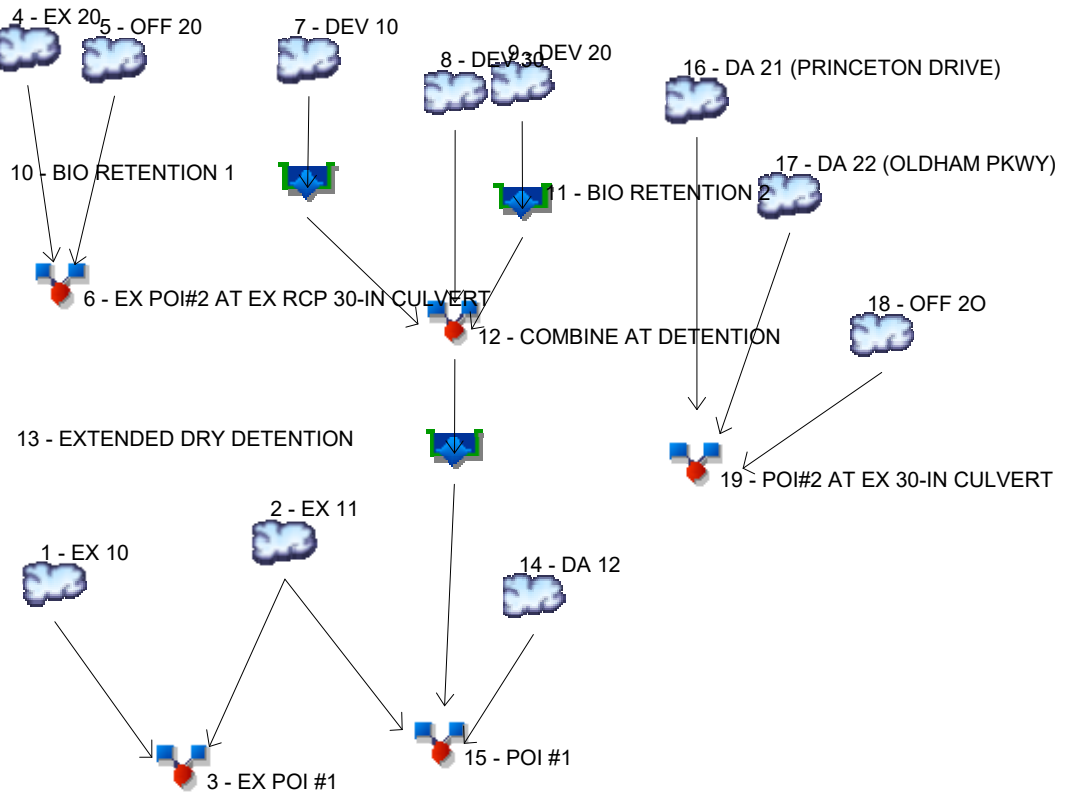 4 - EX 20
5 - OFF 20
7 - DEV 10
8 - DEV 30
9 - DEV 20
16 - DA 21 (PRINCETON DRIVE)
17 - DA 22 (OLDHAM PKWY)
10 - BIO RETENTION 1
11 - BIO RETENTION 2
6 - EX POI#2 AT EX RCP 30-IN CULVERT
18 - OFF 2O
12 - COMBINE AT DETENTION
13 - EXTENDED DRY DETENTION
19 - POI#2 AT EX 30-IN CULVERT
2 - EX 11
1 - EX 10
14 - DA 12
15 - POI #1
3 - EX POI #1